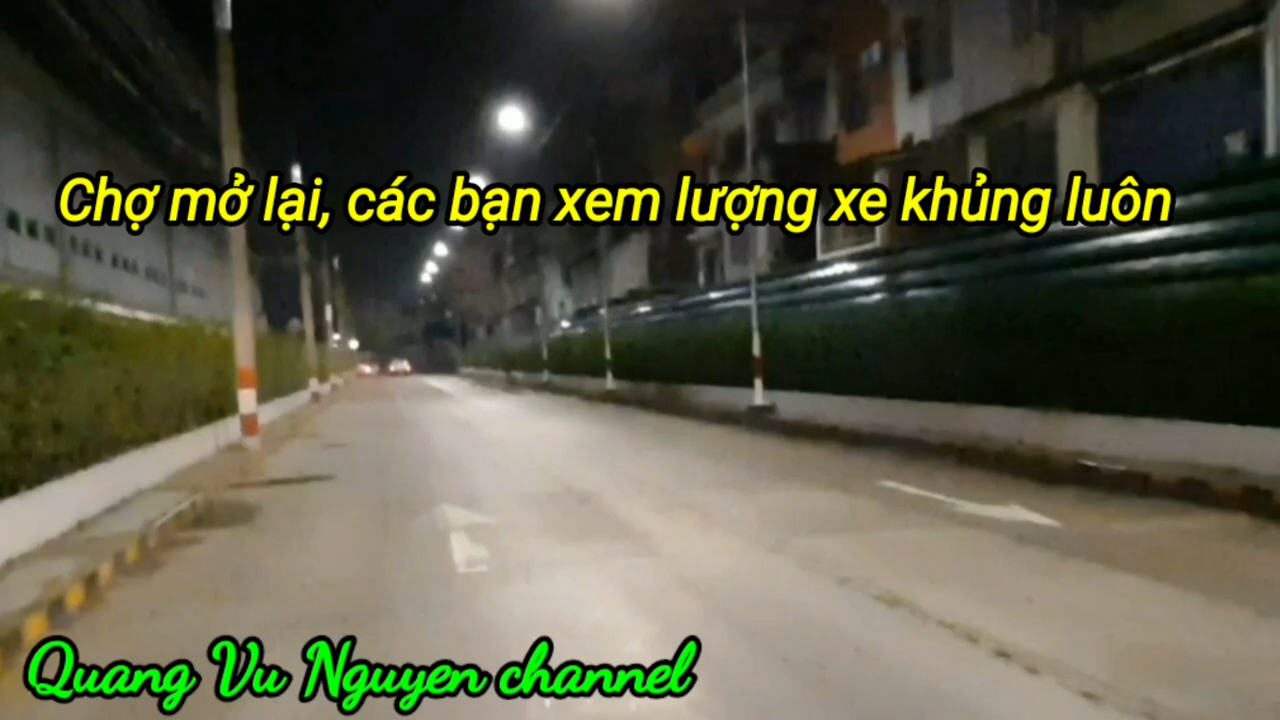 Chợ mở lại, các bạn xem lượng xe khủng luôn
Quang Vu Nguyen channel